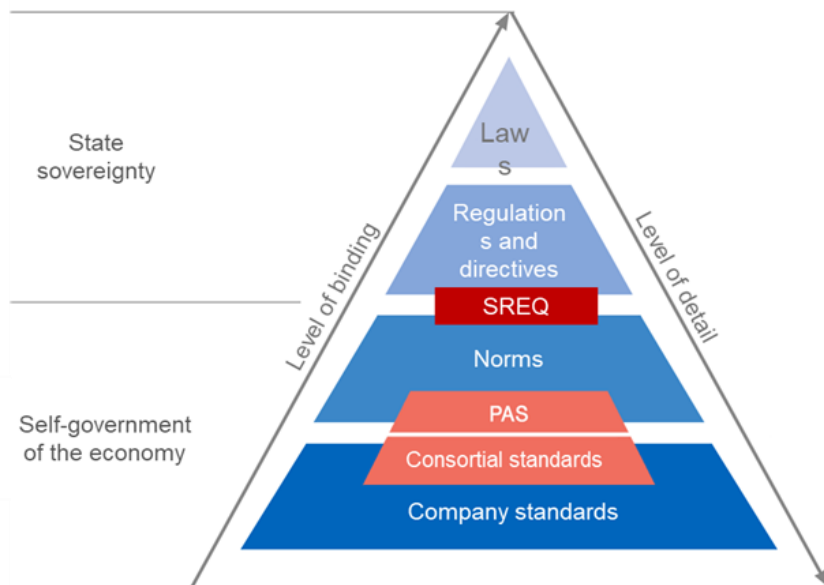 State
sovereignty
Self-government
of the economy
Level of binding
Level of detail
Law
s
Regulation
s and
directives
SREQ
Norms
PAS
Consortial standards
Company standards